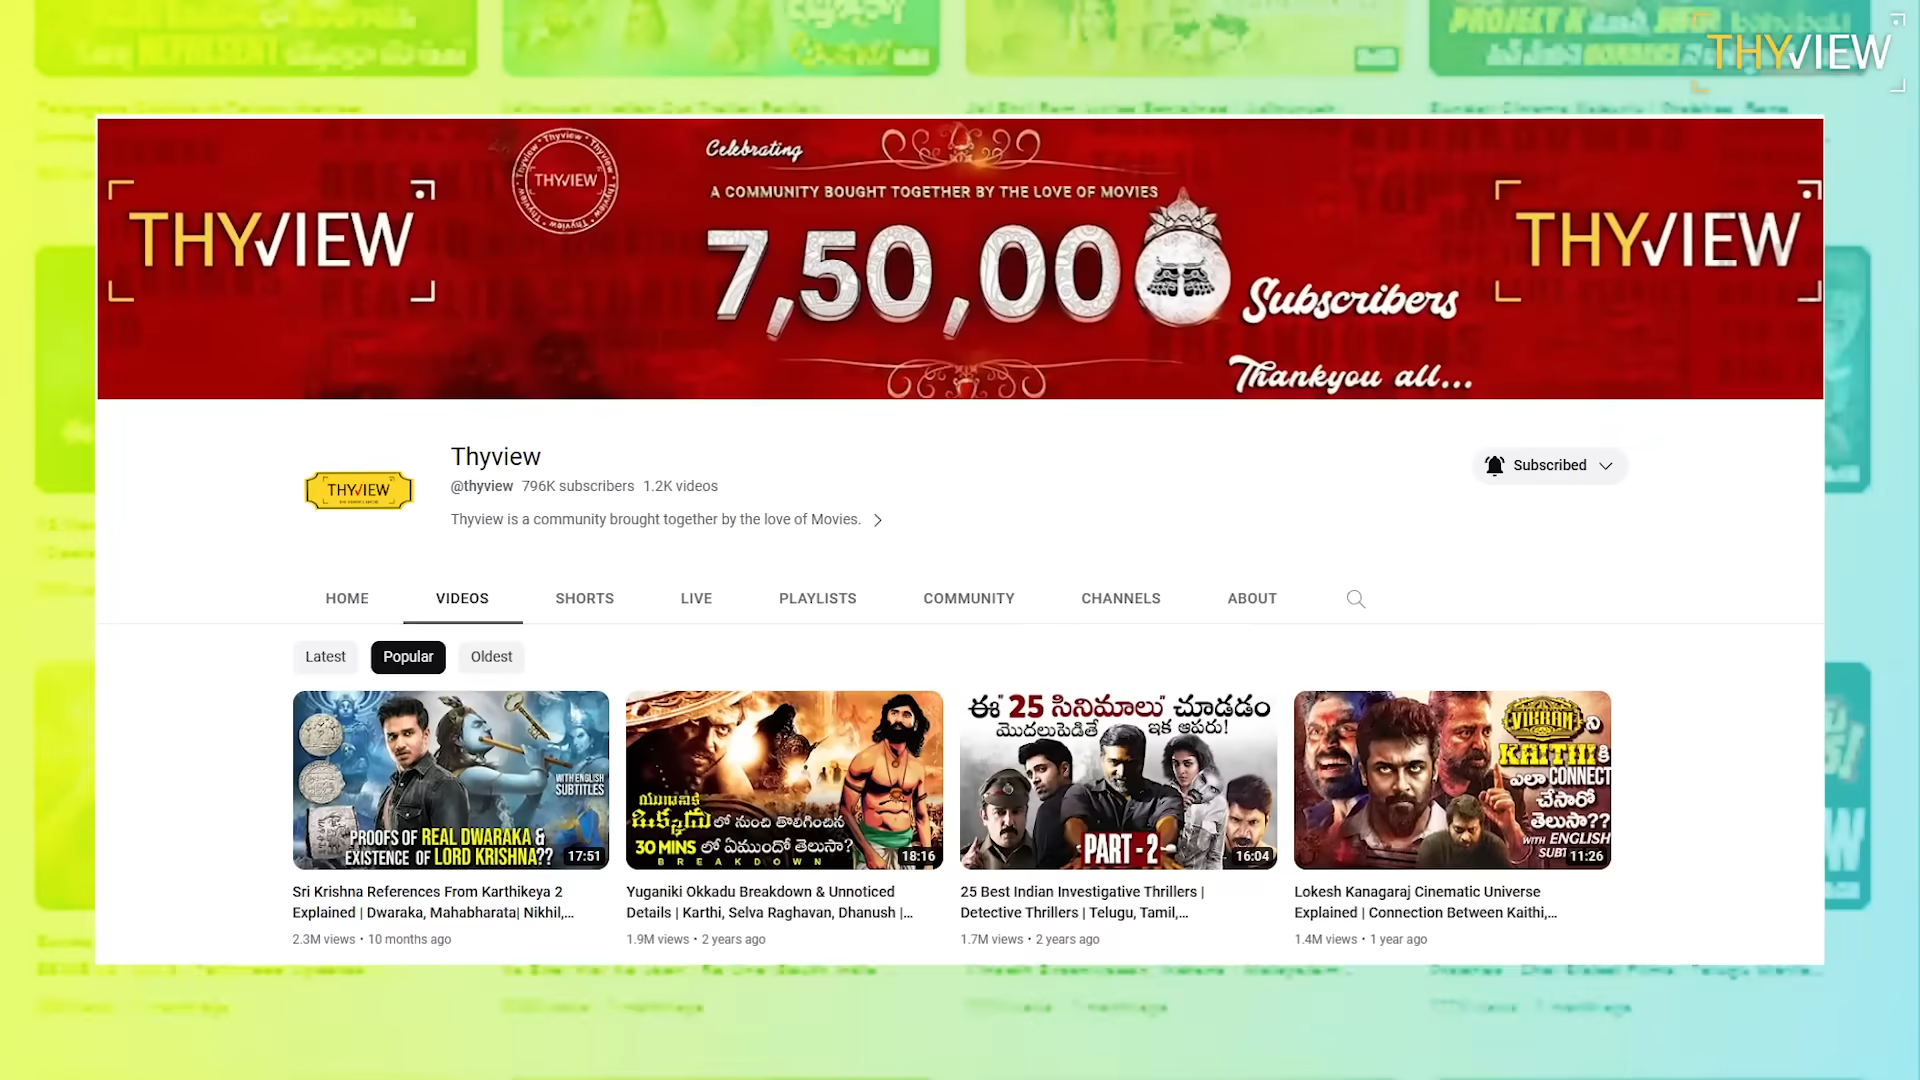 THYVIEW
THYVIEW
THYVIEW
Celebrating
A COMMUNITY BOUGHT TOGETHER BY THE LOVE OF MOVIES
7,50,000
Subscribers
Thankyou all...
THYVIEW
THYVIEW
Thyview
@thyview 796K subscribers 1.2K videos
Thyview is a community brought together by the love of Movies.
Subscribed
HOME VIDEOS SHORTS LIVE PLAYLISTS COMMUNITY CHANNELS ABOUT
Latest Popular Oldest
WITH ENGLISH
SUBTITLES
PROOFS OF REAL DWARAKA &
EXISTENCE OF LORD KRISHNA??
17:51
యుగానికి
ఒక్కడు లో నుంచి తొలిగించిన
30 MINS లో ఏముందో తెలుసా?
BREAKDOWN
18:16
ఈ "25 సినిమాలు" చూడడం
మొదలుపెడితే ఇక ఆపరు!
PART - 2
16:04
VIKRAM ని
KAITHI కి
ఎలా CONNECT
చేసారో
తెలుసా??
WITH ENGLISH
11:26
Sri Krishna References From Karthikeya 2
Explained | Dwaraka, Mahabharata| Nikhil,...
2.3M views • 10 months ago
Yuganiki Okkadu Breakdown & Unnoticed
Details | Karthi, Selva Raghavan, Dhanush |...
1.9M views • 2 years ago
25 Best Indian Investigative Thrillers |
Detective Thrillers | Telugu, Tamil,...
1.7M views • 2 years ago
Lokesh Kanagaraj Cinematic Universe
Explained | Connection Between Kaithi,...
1.4M views • 1 year ago